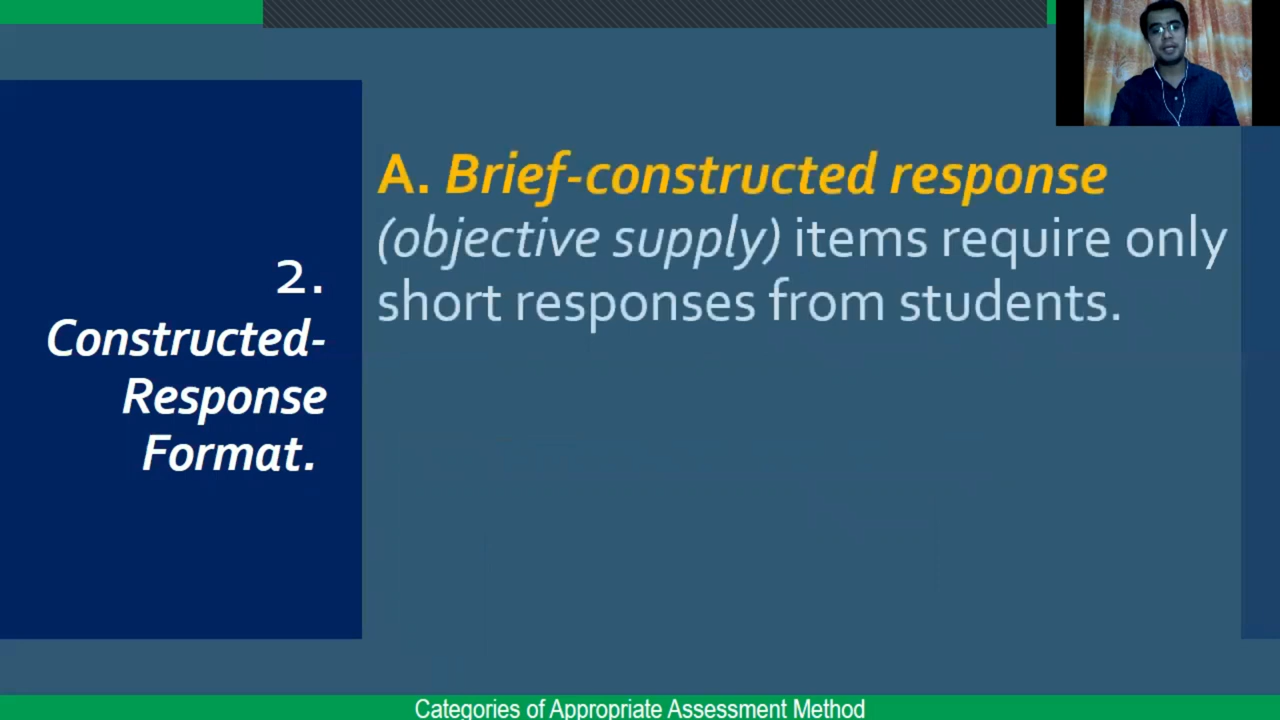 2.
Constructed-
Response
Format.
A. Brief-constructed response
(objective supply) items require only
short responses from students.
Categories of Appropriate Assessment Method